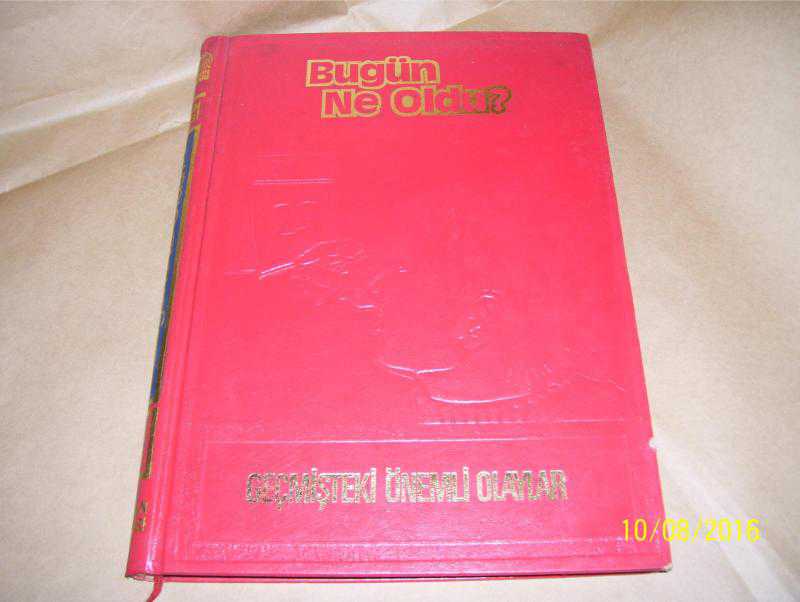 Bugün
Ne Oldu?
GEÇMİŞTEKİ ÖNEMLİ OLAYLAR
10/08/2016